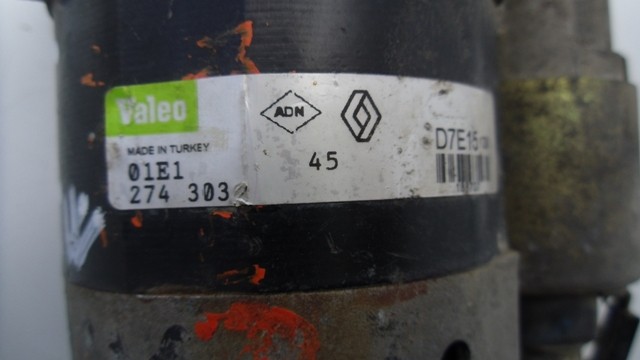 Valeo
MADE IN TURKEY
01E1
274 303
ADN
45
D7E15